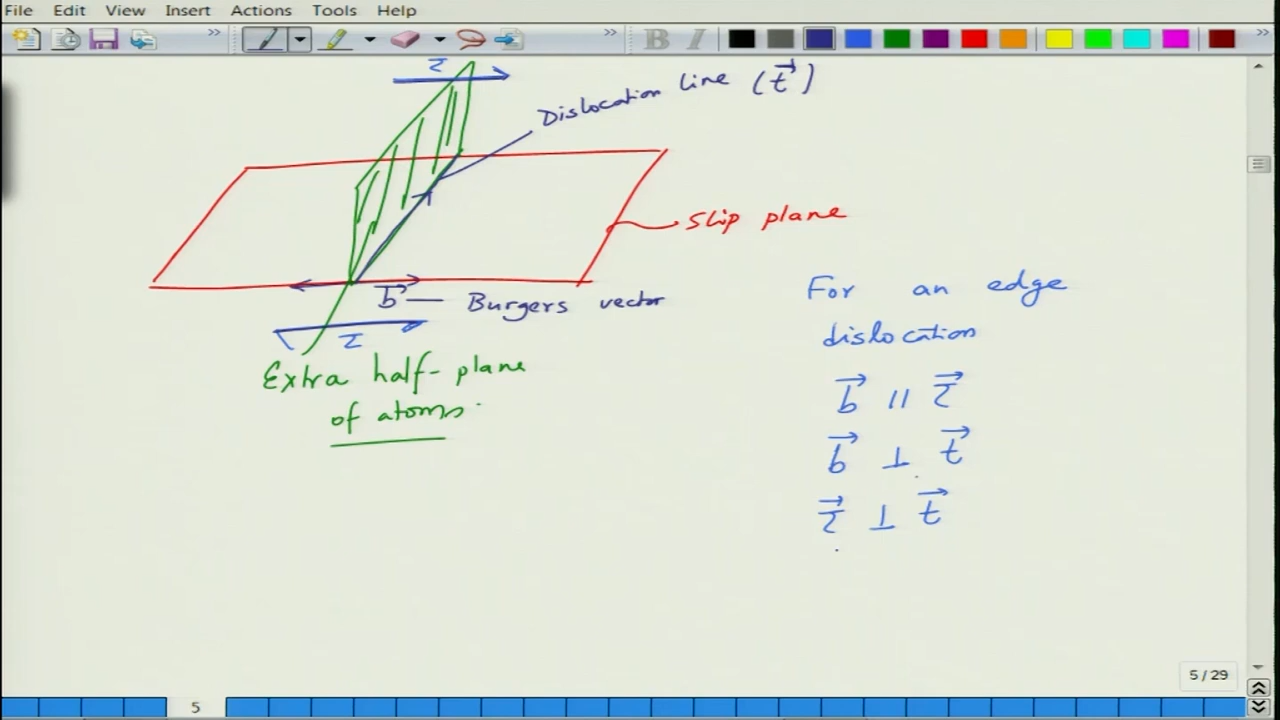 File Edit View Insert Actions Tools Help
B I
τ
Dislocation line (t⃗)
Slip plane
b⃗ — Burgers vector
τ
Extra half-plane
of atoms.
For an edge
dislocation
b⃗ || τ⃗
b⃗ ⊥ t⃗
τ⃗ ⊥ t⃗
5 / 29
5